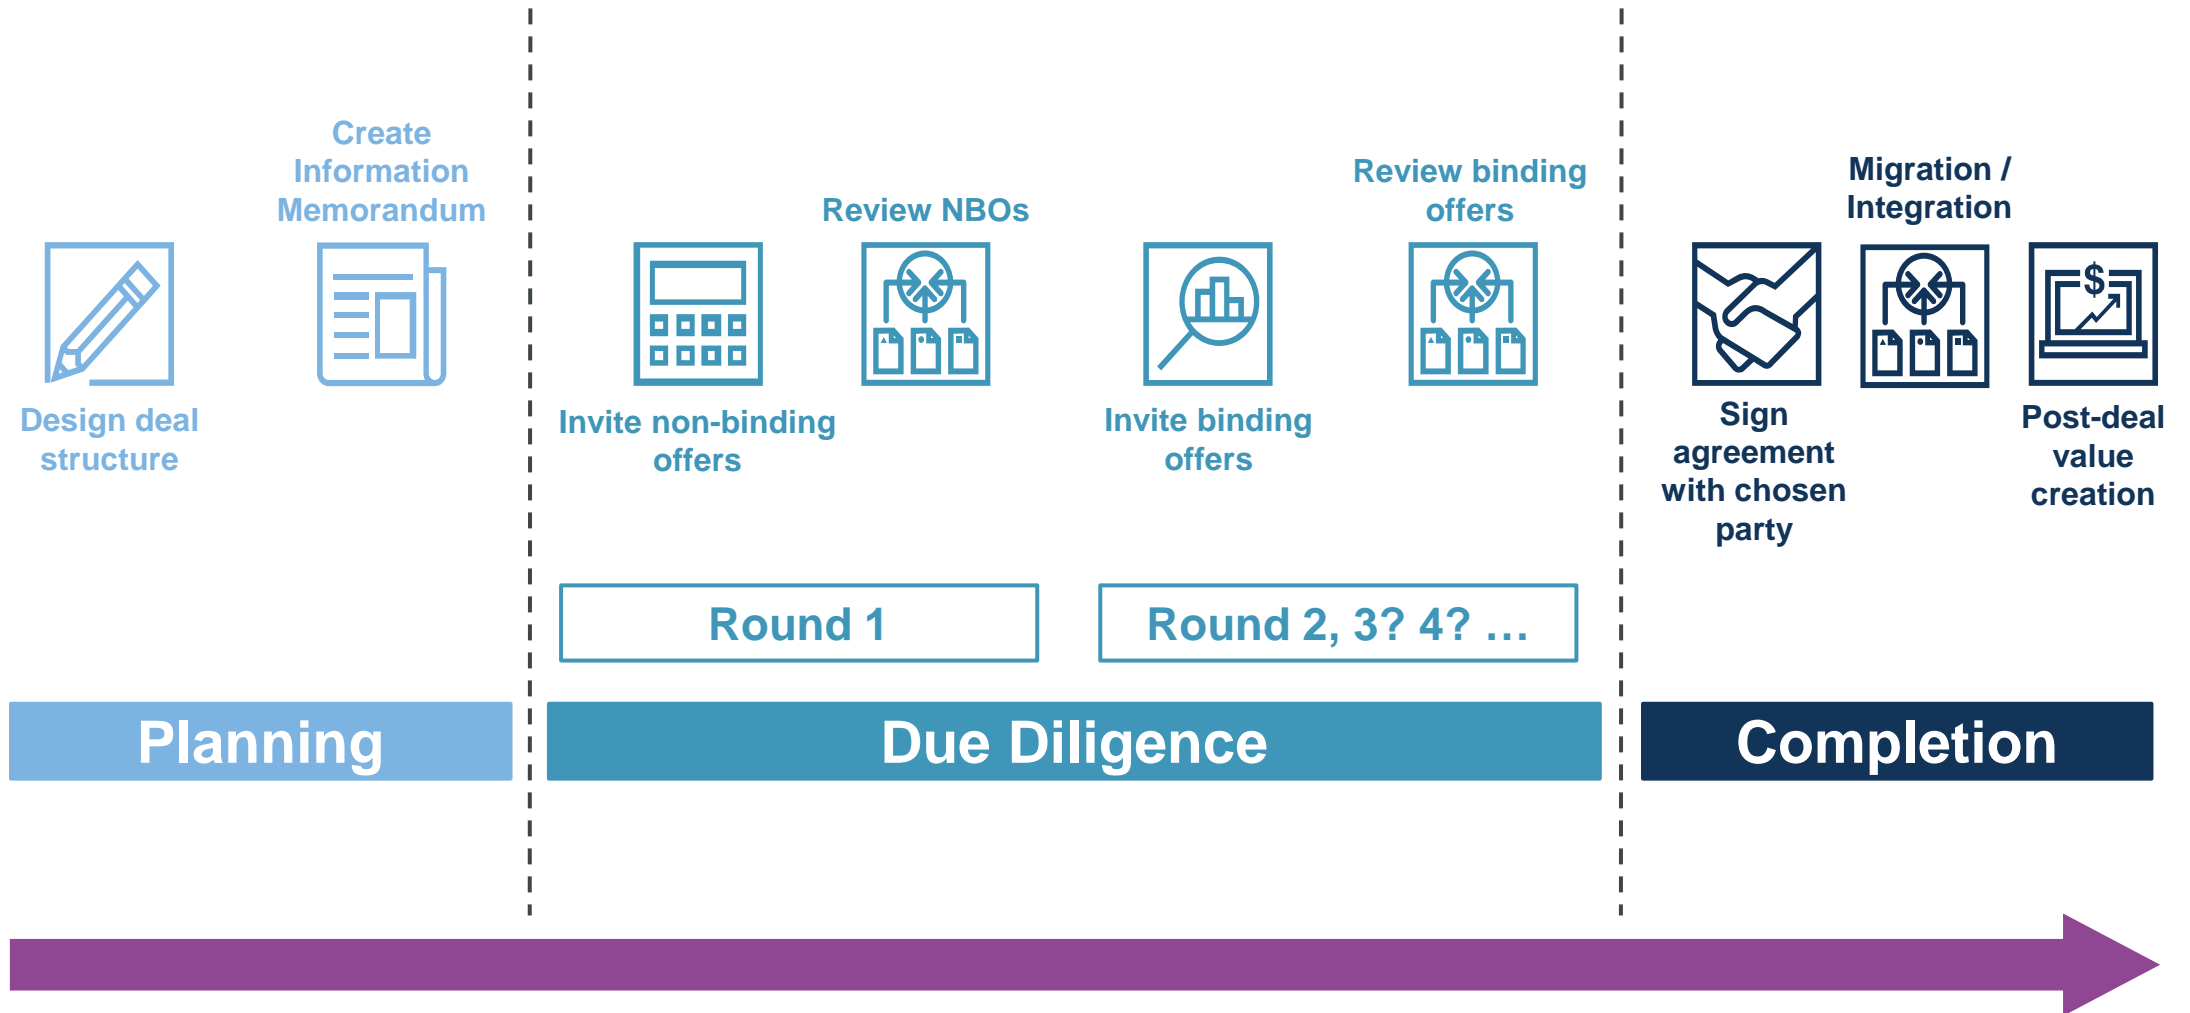 Create
Information
Memorandum
Design deal
structure
Review NBOs
Invite non-binding
offers
Review binding
offers
Invite binding
offers
Migration /
Integration
$
Sign
agreement
with chosen
party
Post-deal
value
creation
Round 1
Round 2, 3? 4? …
Planning
Due Diligence
Completion